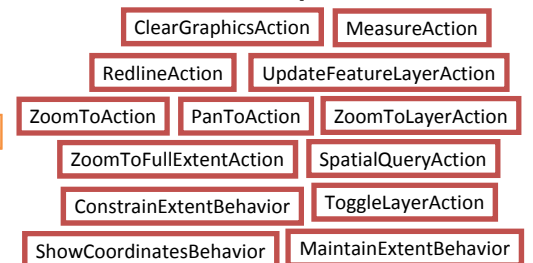 ClearGraphicsAction MeasureAction
RedlineAction UpdateFeatureLayerAction
ZoomToAction PanToAction ZoomToLayerAction
ZoomToFullExtentAction SpatialQueryAction
ConstrainExtentBehavior ToggleLayerAction
ShowCoordinatesBehavior MaintainExtentBehavior